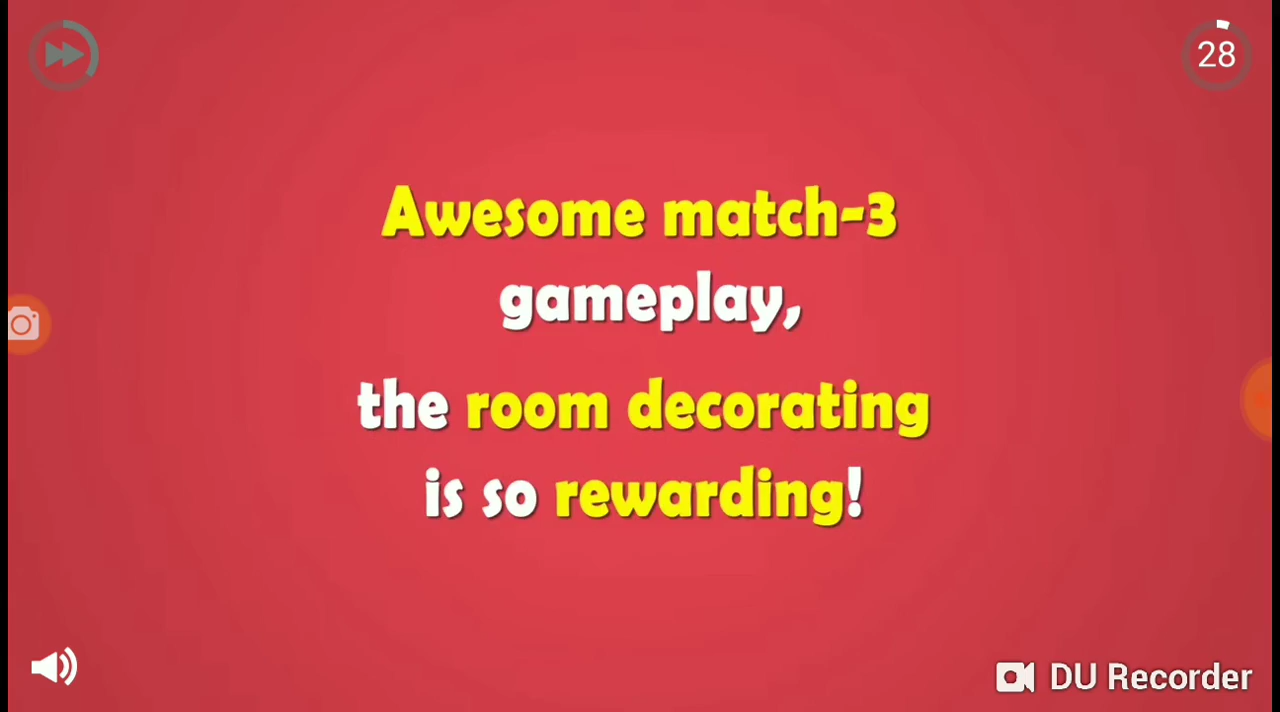 28
Awesome match-3
gameplay,
the room decorating
is so rewarding!
DU Recorder